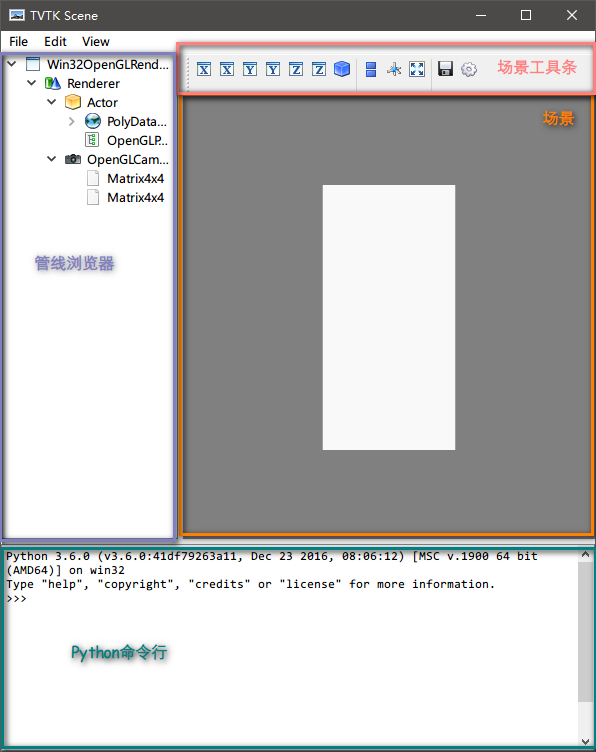 TVTK Scene
File Edit View
Win32OpenGLRend...
Renderer
Actor
PolyData...
OpenGLP...
OpenGLCam...
Matrix4x4
Matrix4x4
管线浏览器
X X Y Y Z Z
场景工具条
场景
Python 3.6.0 (v3.6.0:41df79263a11, Dec 23 2016, 08:06:12) [MSC v.1900 64 bit
(AMD64)] on win32
Type "help", "copyright", "credits" or "license" for more information.
>>>
Python命令行